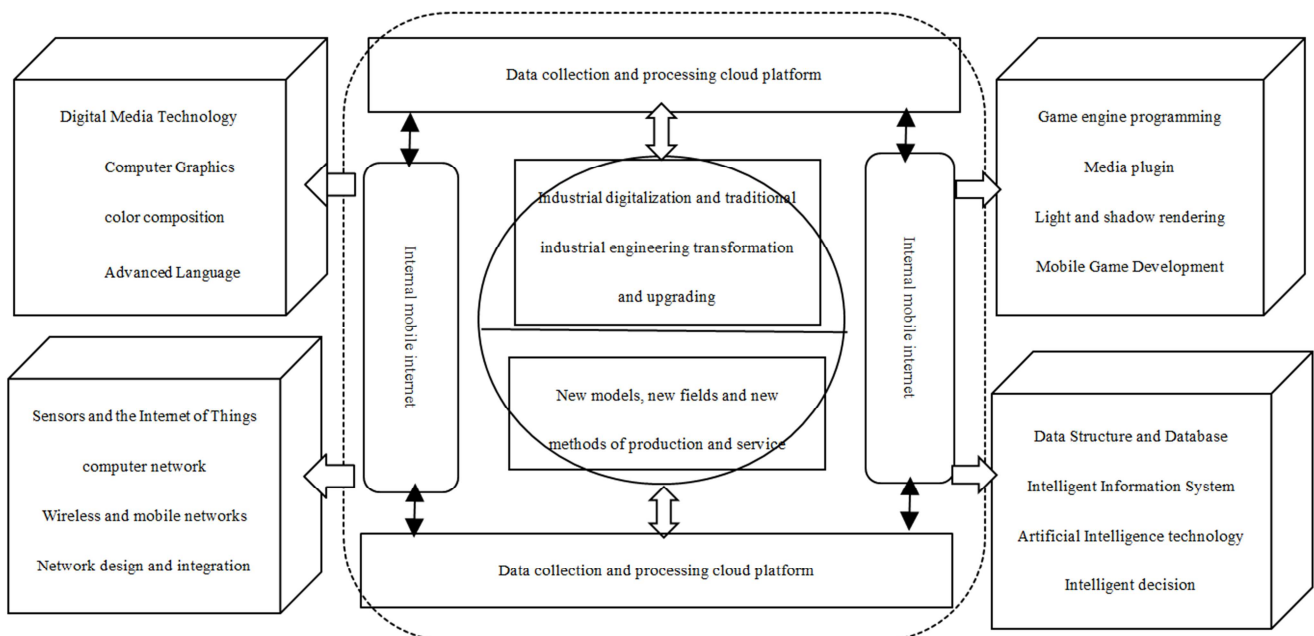 Data collection and processing cloud platform
Digital Media Technology
Computer Graphics
color composition
Advanced Language
Sensors and the Internet of Things
computer network
Wireless and mobile networks
Network design and integration
Internal mobile internet
Industrial digitalization and traditional
industrial engineering transformation
and upgrading
New models, new fields and new
methods of production and service
Internal mobile internet
Game engine programming
Media plugin
Light and shadow rendering
Mobile Game Development
Data Structure and Database
Intelligent Information System
Artificial Intelligence technology
Intelligent decision
Data collection and processing cloud platform